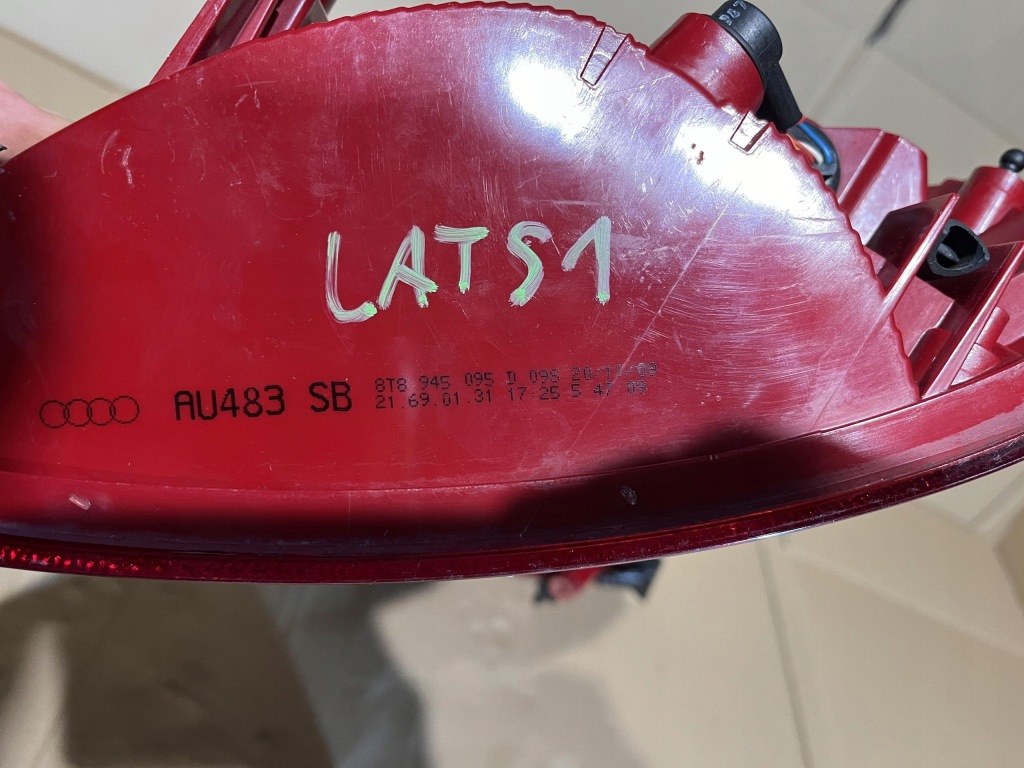 LATS1
AU483 SB
8T8 945 095 D 09S 20/11/09
21.69.01.31 17:25 5 47 09